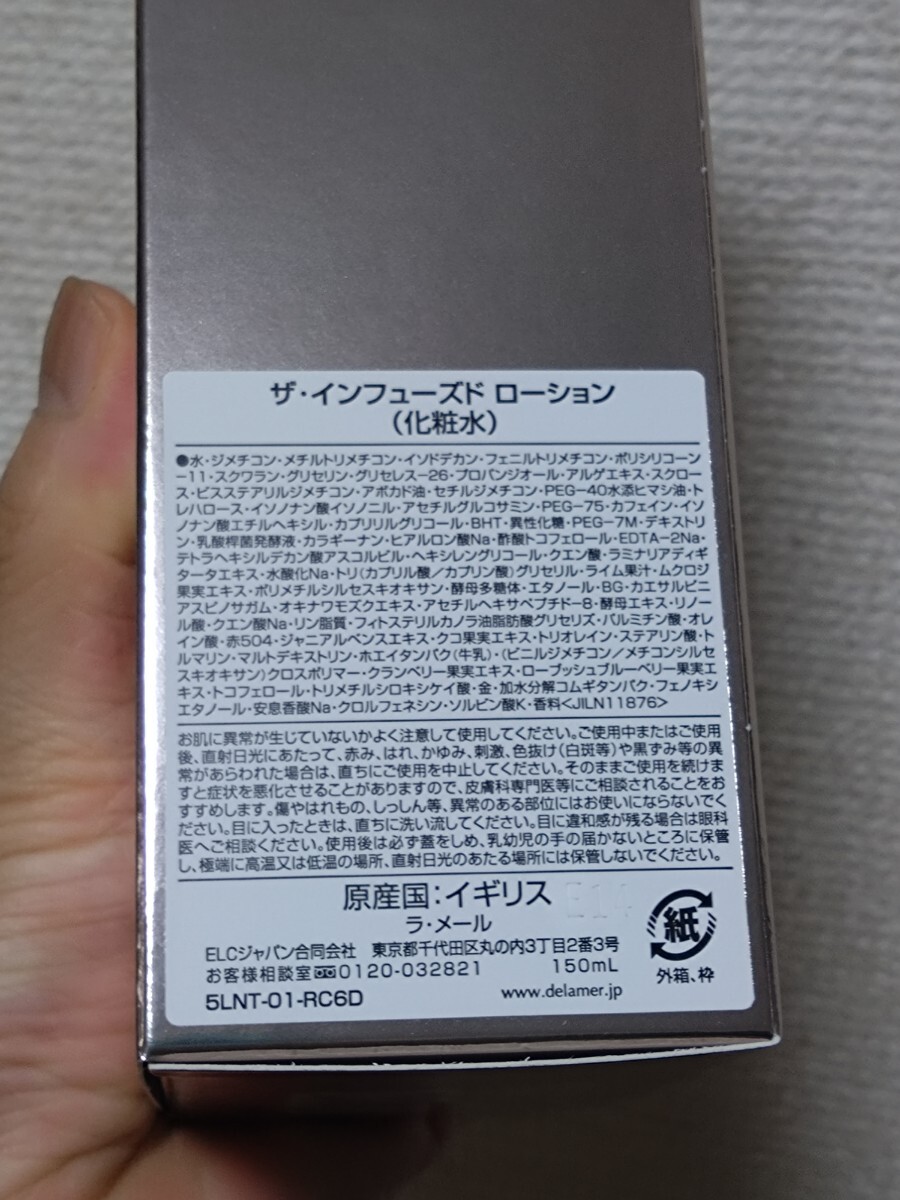 ザ・インフューズド ローション
(化粧水)
●水・ジメチコン・メチルトリメチコン・イソドデカン・フェニルトリメチコン・ポリシリコーン
-11・スクワラン・グリセリン・グリセレス-26・プロパンジオール・アルゲエキス・スクロー
ス・ビスステアリルジメチコン・アボカド油・セチルジメチコン・PEG-40水添ヒマシ油・ト
レハロース・イソノナン酸イソノニル・アセチルグルコサミン・PEG-75・カフェイン・イソ
ノナン酸エチルヘキシル・カプリリルグリコール・BHT・異性化糖・PEG-7M・デキストリ
ン・乳酸桿菌発酵液・カラギーナン・ヒアルロン酸Na・酢酸トコフェロール・EDTA-2Na・
テトラヘキシルデカン酸アスコルビル・ヘキシレングリコール・クエン酸・ラミナリアディギ
タータエキス・水酸化Na・トリ(カプリル酸/カプリン酸)グリセリル・ライム果汁・ムクロジ
果実エキス・ポリメチルシルセスキオキサン・酵母多糖体・エタノール・BG・カエサルピニ
アスピノサガム・オキナワモズクエキス・アセチルヘキサペプチド-8・酵母エキス・リノー
ル酸・クエン酸Na・リン脂質・フィトステリルカノラ油脂肪酸グリセリズ・パルミチン酸・オレ
イン酸・赤504・ジャニアルベンスエキス・クコ果実エキス・トリオレイン・ステアリン酸・ト
ルマリン・マルトデキストリン・ホエイタンパク(牛乳)・(ビニルジメチコン/メチコンシルセ
スキオキサン)クロスポリマー・クランベリー果実エキス・ローブッシュブルーベリー果実エ
キス・トコフェロール・トリメチルシロキシケイ酸・金・加水分解コムギタンパク・フェノキシ
エタノール・安息香酸Na・クロルフェネシン・ソルビン酸K・香料<JILN11876>
お肌に異常が生じていないかよく注意して使用してください。ご使用中またはご使用
後、直射日光にあたって、赤み、はれ、かゆみ、刺激、色抜け(白斑等)や黒ずみ等の異
常があらわれた場合は、直ちにご使用を中止してください。そのままご使用を続けま
すと症状を悪化させることがありますので、皮膚科専門医等にご相談されることをお
すすめします。傷やはれもの、しっしん等、異常のある部位にはお使いにならないでく
ださい。目に入ったときは、直ちに洗い流してください。目に違和感が残る場合は眼科
医へご相談ください。使用後は必ず蓋をしめ、乳幼児の手の届かないところに保管
し、極端に高温又は低温の場所、直射日光のあたる場所には保管しないでください。
原産国:イギリス E14
ラ・メール
ELCジャパン合同会社 東京都千代田区丸の内3丁目2番3号
お客様相談室 0120-032821 150mL
5LNT-01-RC6D www.delamer.jp
紙
外箱、枠